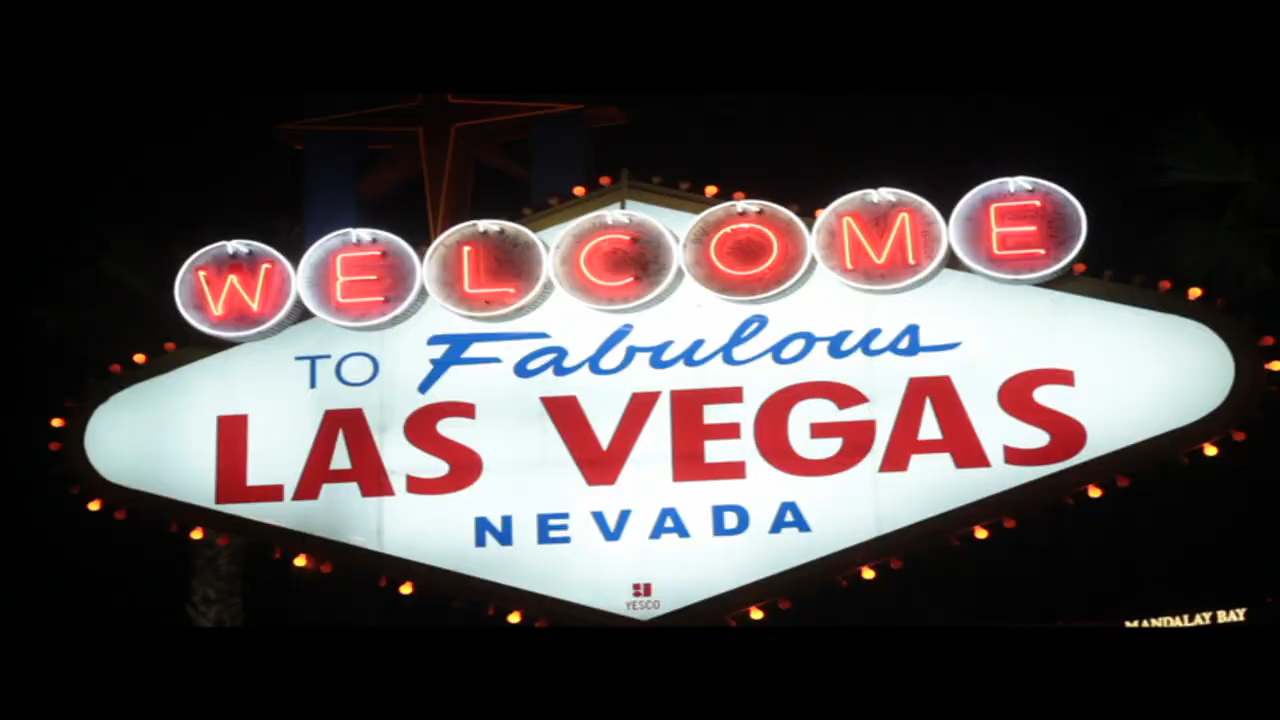 WELCOME
TO Fabulous
LAS VEGAS
NEVADA
YESCO
MANDALAY BAY